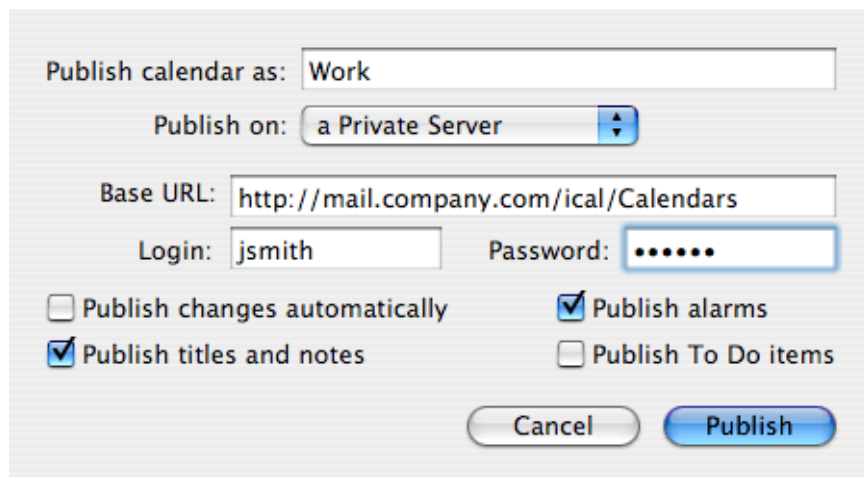 Publish calendar as: Work
Publish on: a Private Server
Base URL: http://mail.company.com/ical/Calendars
Login: jsmith Password: ••••••
Publish changes automatically Publish alarms
Publish titles and notes Publish To Do items
Cancel Publish